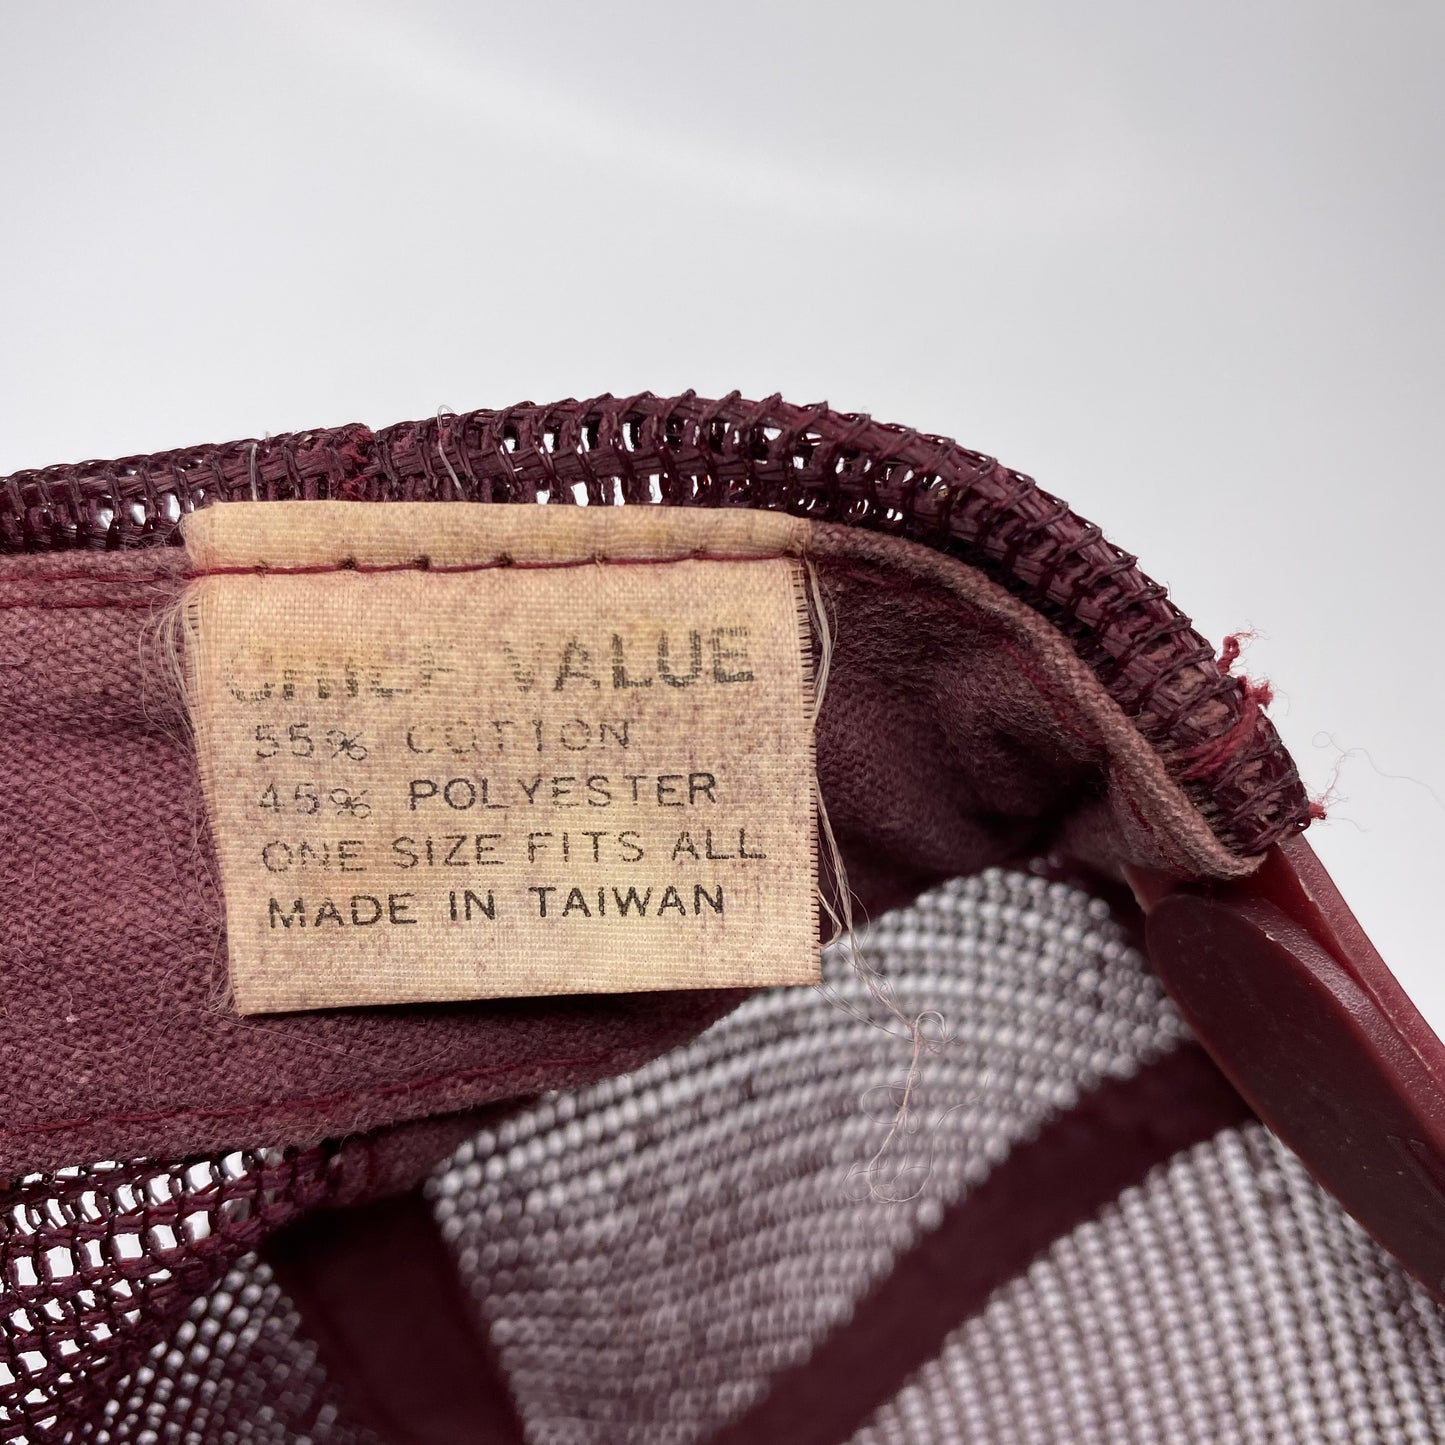 VALUE
55% COTTON
45% POLYESTER
ONE SIZE FITS ALL
MADE IN TAIWAN